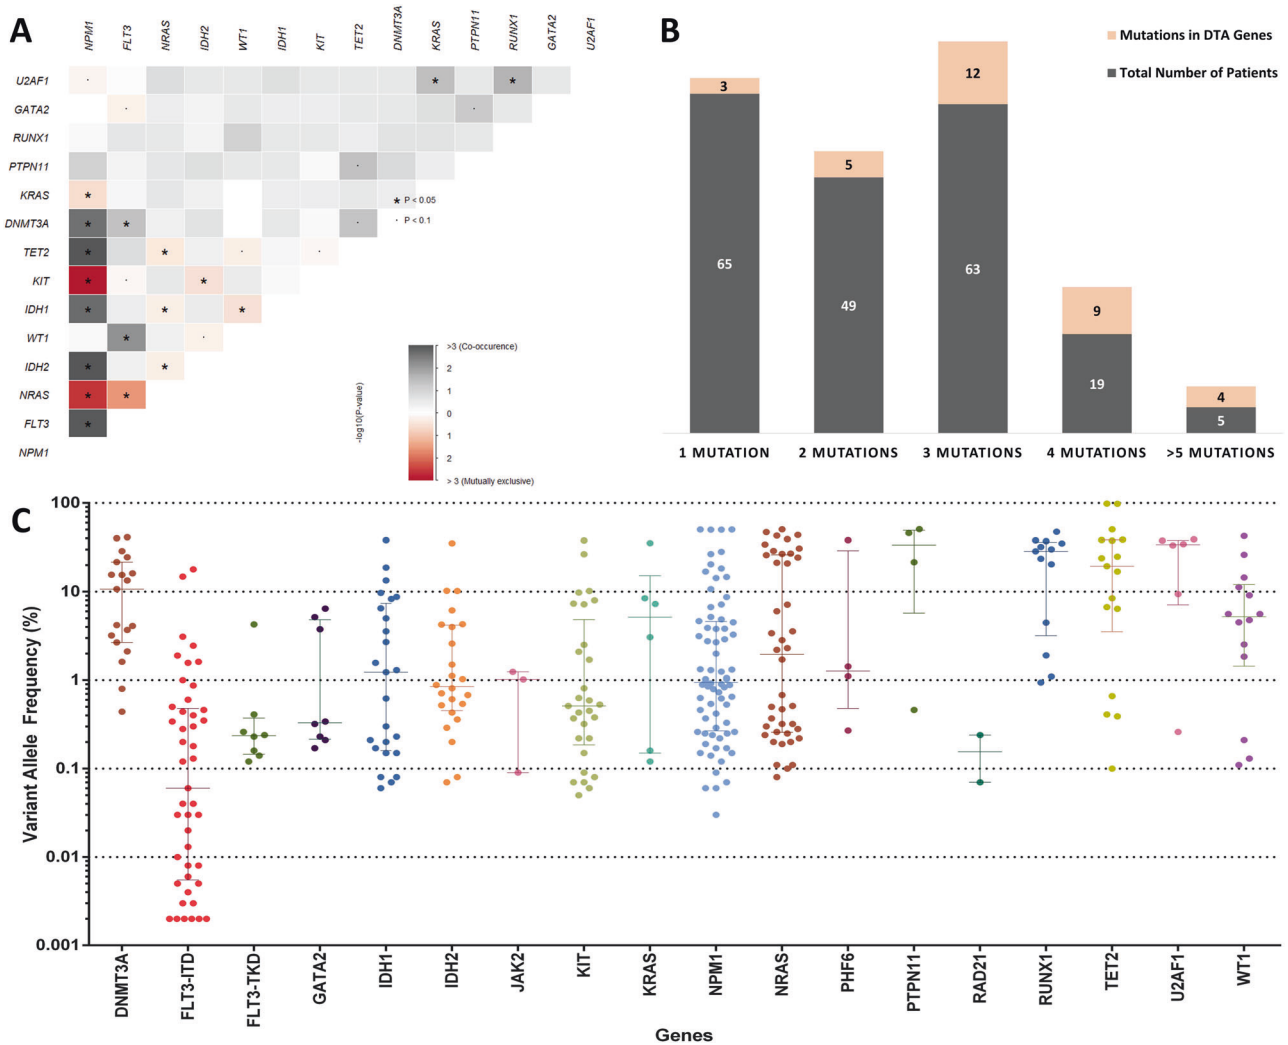 A
NPM1
FLT3
NRAS
IDH2
WT1
IDH1
KIT
TET2
DNMT3A
KRAS
PTPN11
RUNX1
GATA2
U2AF1
U2AF1 . * *
GATA2 . .
RUNX1
PTPN11 .
KRAS *
DNMT3A * * .
TET2 * * . .
KIT * . *
IDH1 * * *
WT1 * .
IDH2 * *
NRAS * *
FLT3 *
NPM1
* P < 0.05
. P < 0.1
-log10(P-value)
>3 (Co-occurence)
2
1
0
1
2
> 3 (Mutually exclusive)
B
Mutations in DTA Genes
Total Number of Patients
3
65
5
49
12
63
9
19
4
5
1 MUTATION
2 MUTATIONS
3 MUTATIONS
4 MUTATIONS
>5 MUTATIONS
C
Variant Allele Frequency (%)
100
10
1
0.1
0.01
0.001
DNMT3A
FLT3-ITD
FLT3-TKD
GATA2
IDH1
IDH2
JAK2
KIT
KRAS
NPM1
NRAS
PHF6
PTPN11
RAD21
RUNX1
TET2
U2AF1
WT1
Genes